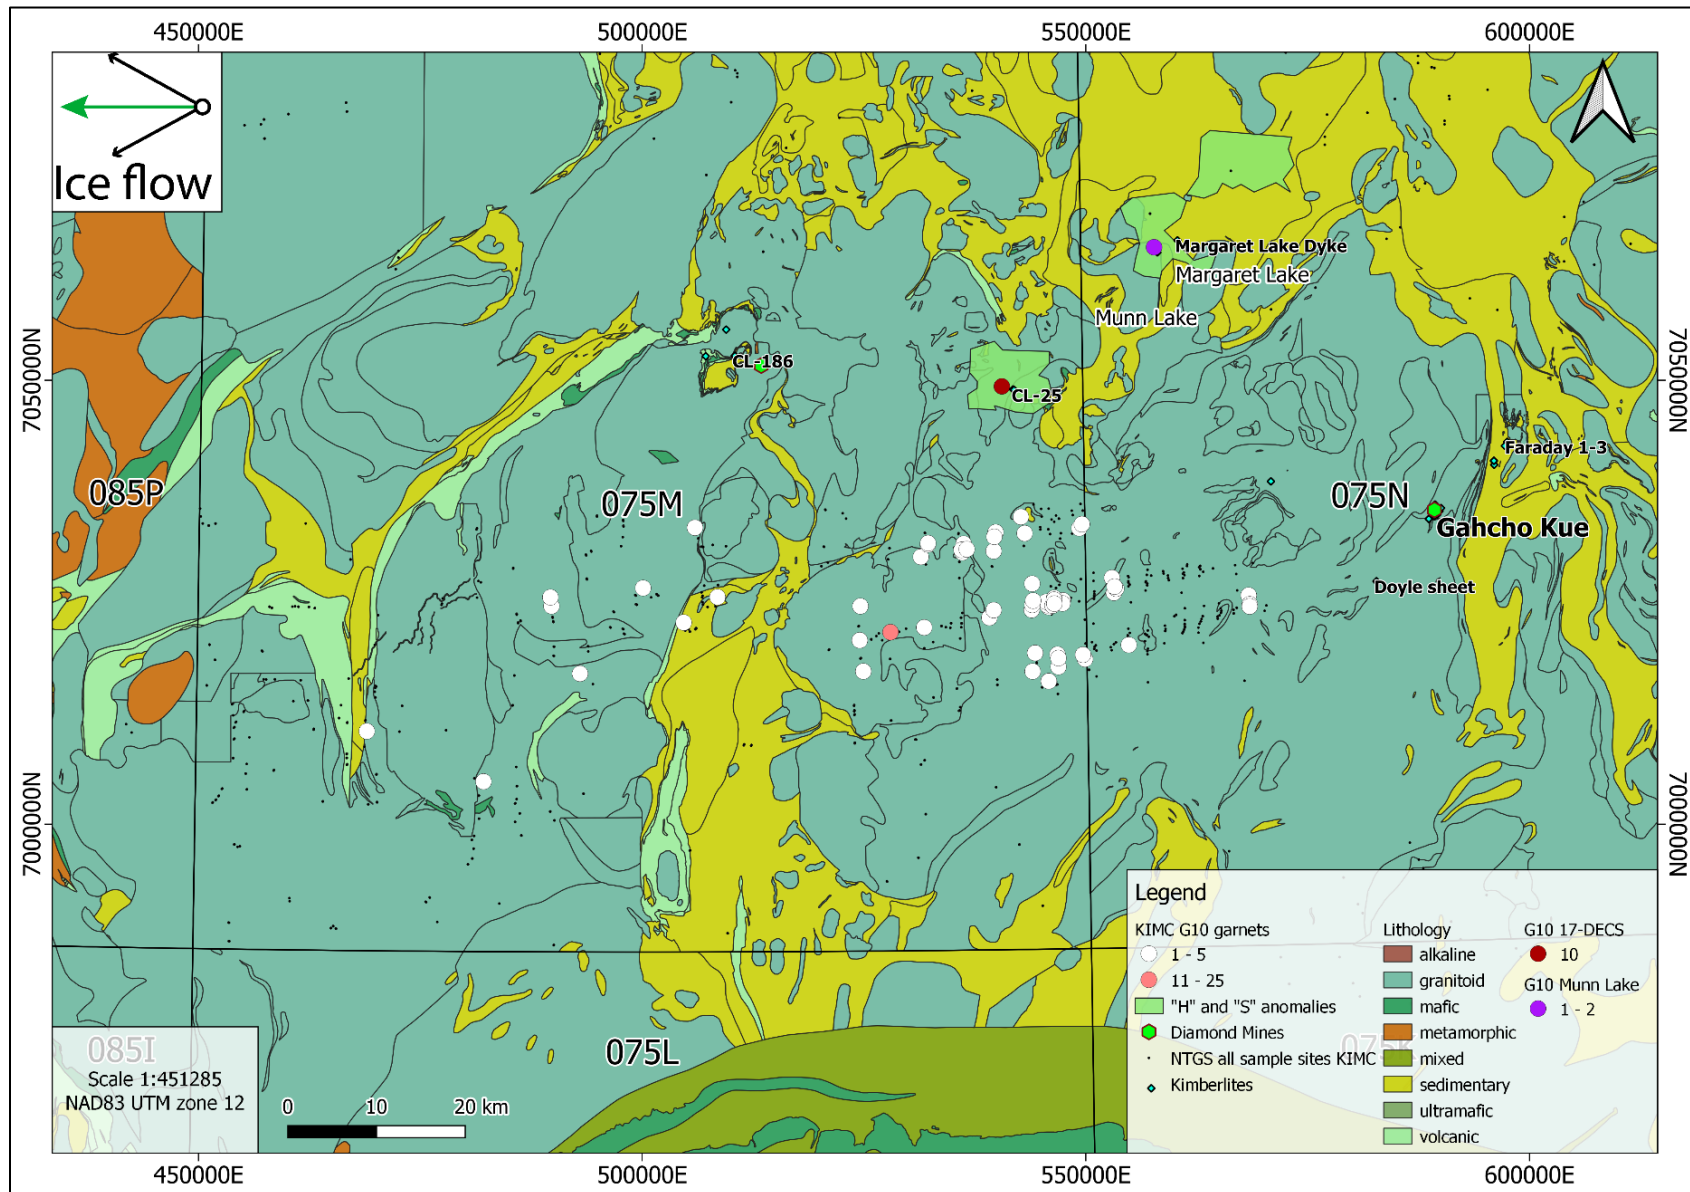 450000E
500000E
550000E
600000E
Ice flow
Margaret Lake Dyke
Margaret Lake
Munn Lake
7050000N
7050000N
CL-186
CL-25
Faraday 1-3
085P
075M
075N
Gahcho Kue
Doyle sheet
7000000N
7000000N
085I
Scale 1:451285
NAD83 UTM zone 12
0 10 20 km
075L
075K
Legend
KIMC G10 garnets
1 - 5
11 - 25
"H" and "S" anomalies
Diamond Mines
NTGS all sample sites KIMC
Kimberlites
Lithology
alkaline
granitoid
mafic
metamorphic
mixed
sedimentary
ultramafic
volcanic
G10 17-DECS
10
G10 Munn Lake
1 - 2
450000E
500000E
550000E
600000E